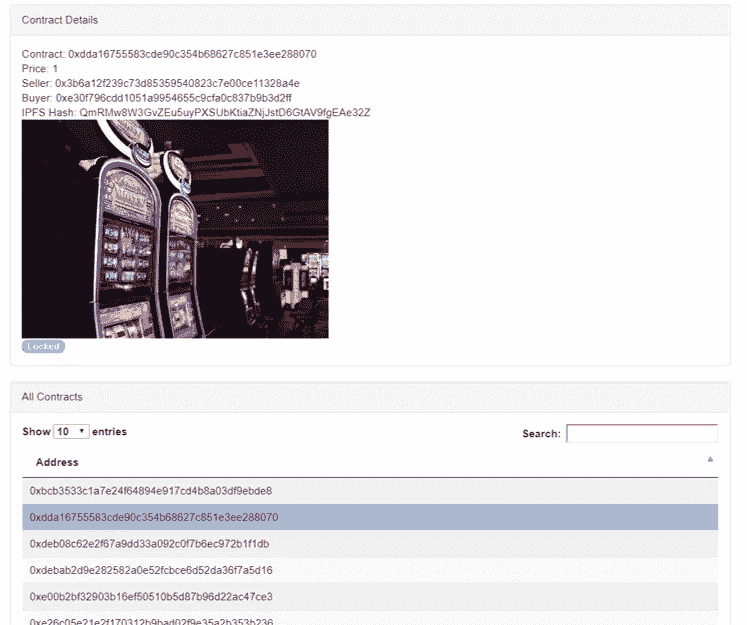 Contract Details
Contract: 0xdda16755583cde90c354b68627c851e3ee288070
Price: 1
Seller: 0x3b6a12f239c73d85359540823c7e00ce11328a4e
Buyer: 0xe30f796cdd1051a9954655c9cfa0c837b9b3d2ff
IPFS Hash: QmRMw8W3GvZEu5uyPXSUbKtiaZNjJstD6GtAV9fgEAe32Z
Locked
All Contracts
Show 10 entries
Search:
Address
0xbcb3533c1a7e24f64894e917cd4b8a03df9ebde8
0xdda16755583cde90c354b68627c851e3ee288070
0xdeb08c62e2f67a9dd33a092c0f7b6ec972b1f1db
0xdebab2d9e282582a0e52fcbce6d52da36f7a5d16
0xe00b2bf32903b16ef50510b5d87b96d22ac47ce3